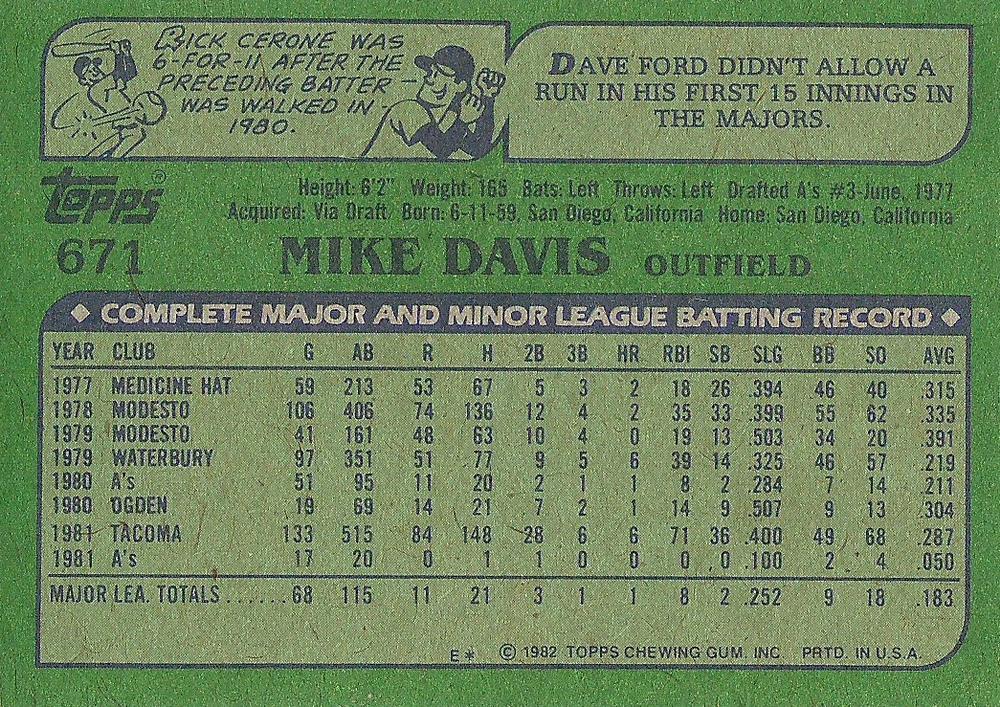 RICK CERONE WAS
6-FOR-11 AFTER THE
PRECEDING BATTER
WAS WALKED IN
1980.
DAVE FORD DIDN'T ALLOW A
RUN IN HIS FIRST 15 INNINGS IN
THE MAJORS.
topps®
Height: 6'2" Weight: 165 Bats: Left Throws: Left Drafted A's #3-June, 1977
Acquired: Via Draft Born: 6-11-59, San Diego, California Home: San Diego, California
671 MIKE DAVIS OUTFIELD
◆ COMPLETE MAJOR AND MINOR LEAGUE BATTING RECORD ◆
YEAR CLUB G AB R H 2B 3B HR RBI SB SLG BB SO AVG
1977 MEDICINE HAT 59 213 53 67 5 3 2 18 26 .394 46 40 .315
1978 MODESTO 106 406 74 136 12 4 2 35 33 .399 55 62 .335
1979 MODESTO 41 161 48 63 10 4 0 19 13 .503 34 20 .391
1979 WATERBURY 97 351 51 77 9 5 6 39 14 .325 46 57 .219
1980 A's 51 95 11 20 2 1 1 8 2 .284 7 14 .211
1980 OGDEN 19 69 14 21 7 2 1 14 9 .507 9 13 .304
1981 TACOMA 133 515 84 148 28 6 6 71 36 .400 49 68 .287
1981 A's 17 20 0 1 1 0 0 0 0 .100 2 4 .050
MAJOR LEA. TOTALS ...... 68 115 11 21 3 1 1 8 2 .252 9 18 .183
E* © 1982 TOPPS CHEWING GUM. INC. PRTD. IN U.S.A.